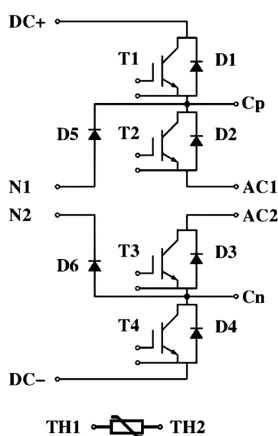 DC+
T1 D1
Cp
D5 T2 D2
N1 AC1
N2 AC2
D6 T3 D3
Cn
T4 D4
DC−
TH1 TH2